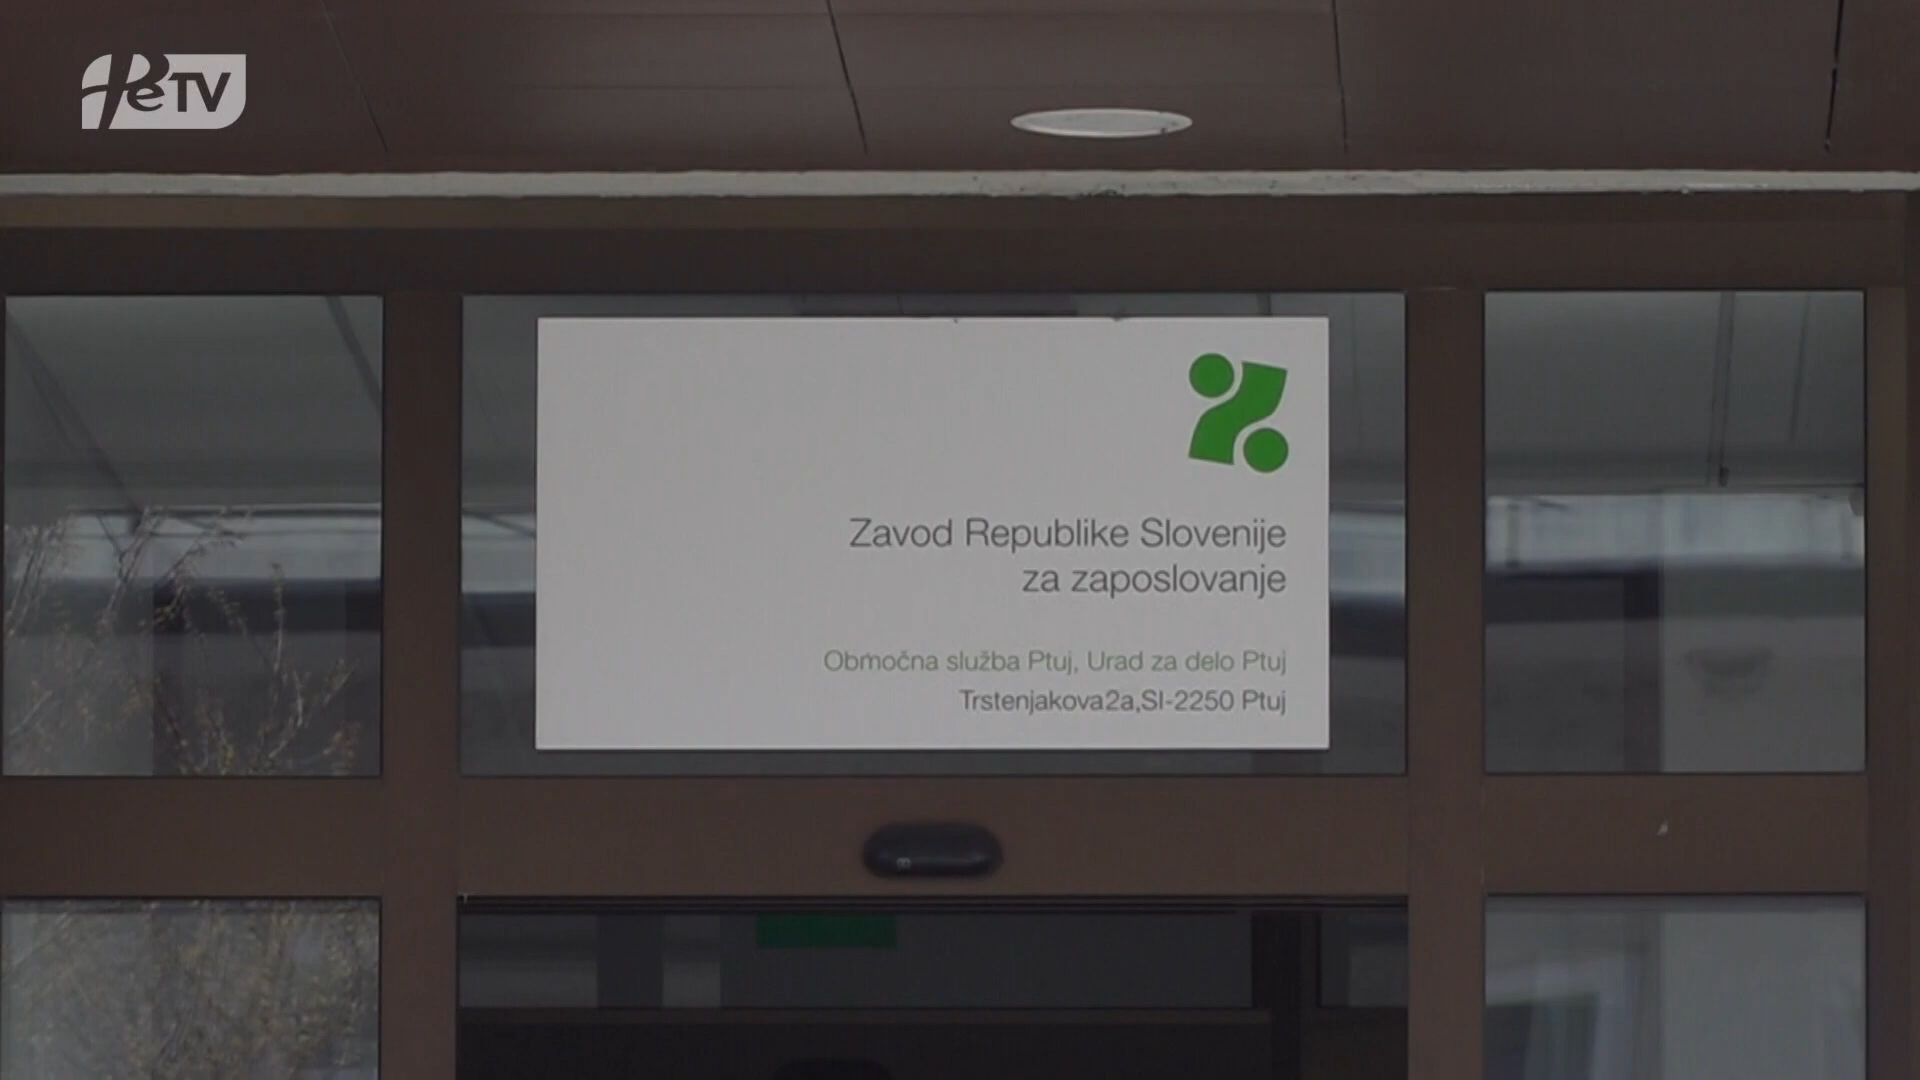 PeTV
Zavod Republike Slovenije
za zaposlovanje
Območna služba Ptuj, Urad za delo Ptuj
Trstenjakova2a,SI-2250 Ptuj